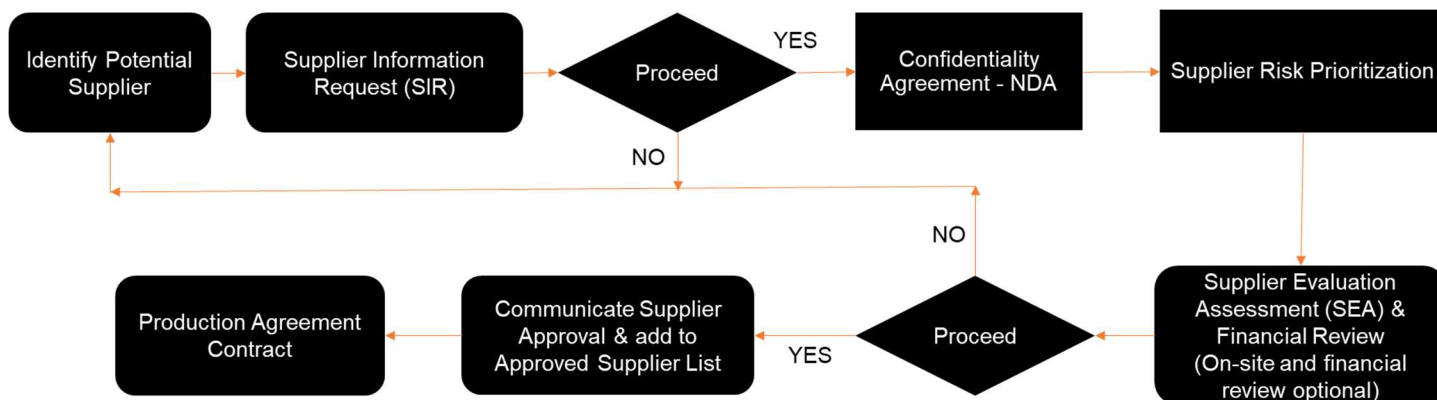 Identify Potential
Supplier
Supplier Information
Request (SIR)
Proceed
YES
NO
Confidentiality
Agreement - NDA
Supplier Risk Prioritization
Supplier Evaluation
Assessment (SEA) &
Financial Review
(On-site and financial
review optional)
Proceed
NO
YES
Communicate Supplier
Approval & add to
Approved Supplier List
Production Agreement
Contract